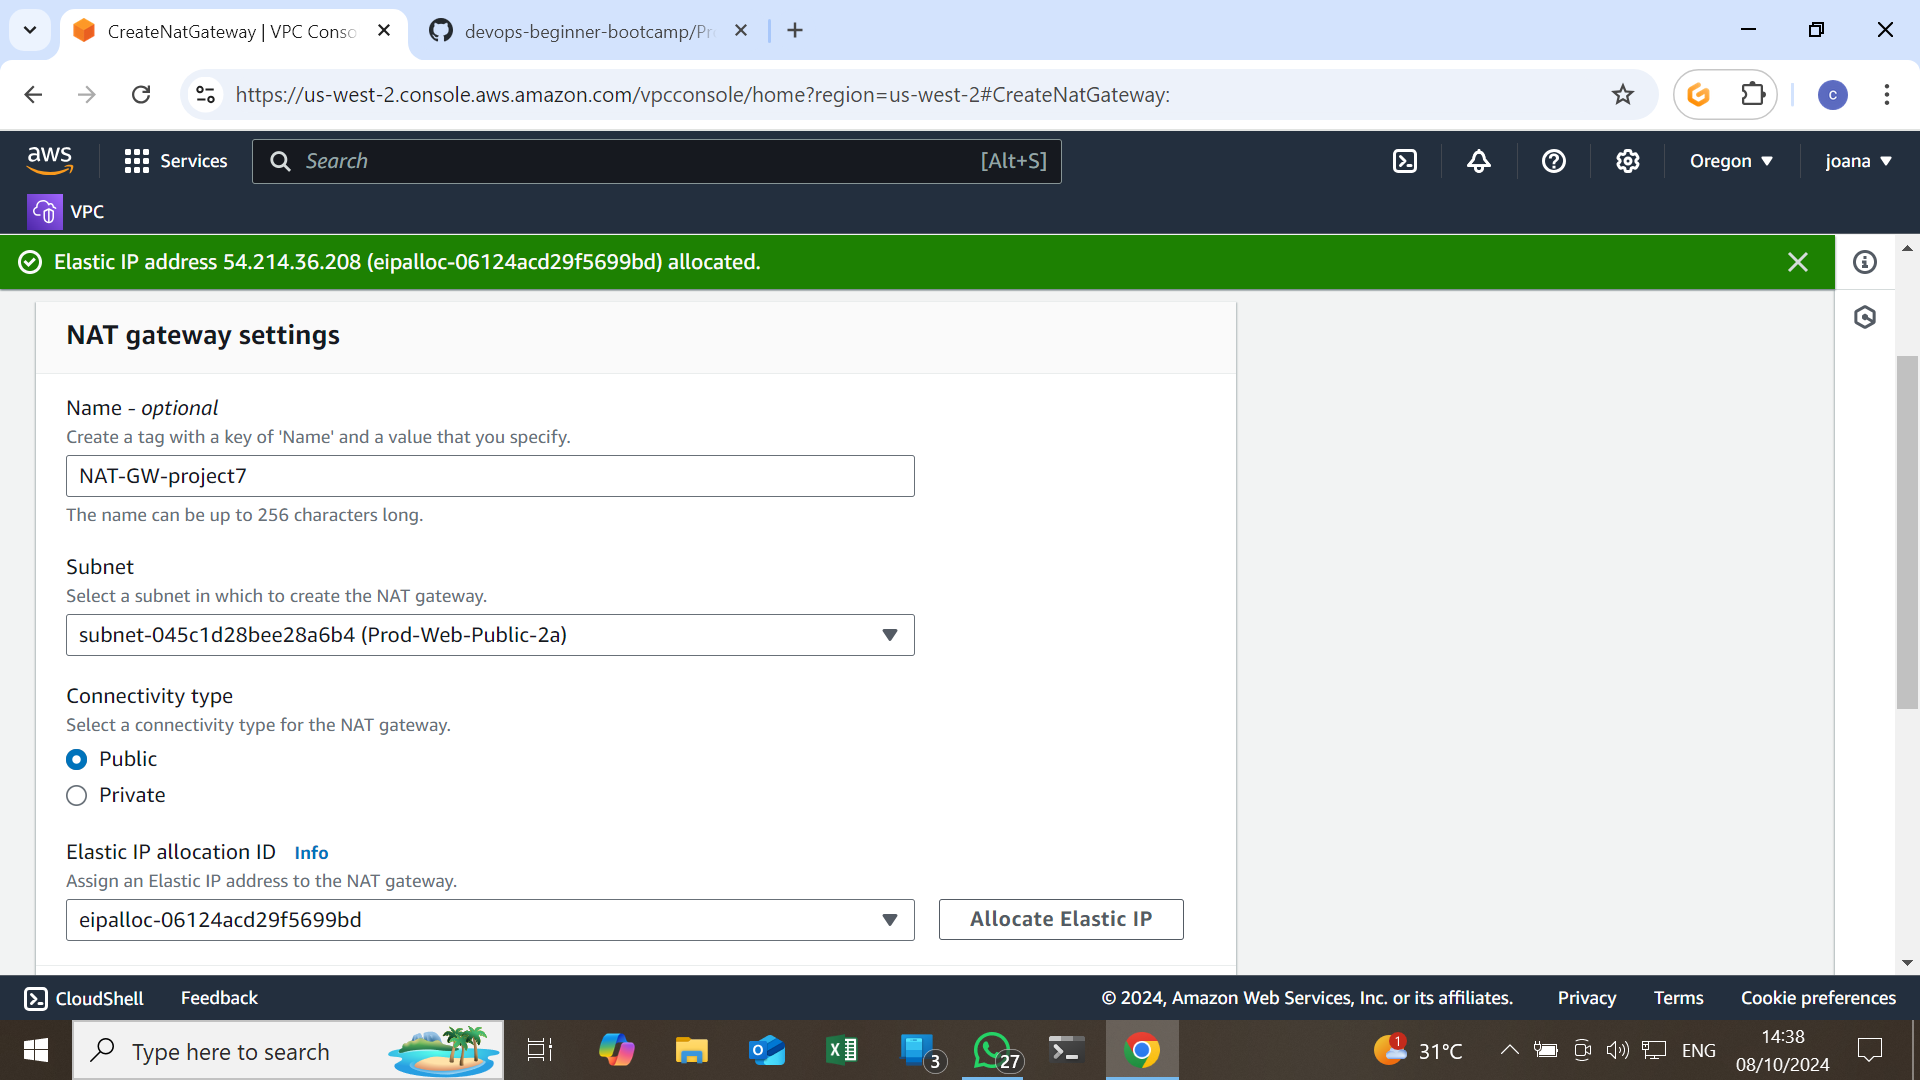 CreateNatGateway | VPC Conso
devops-beginner-bootcamp/Pr
https://us-west-2.console.aws.amazon.com/vpcconsole/home?region=us-west-2#CreateNatGateway:
c
aws
Services
Search
[Alt+S]
Oregon
joana
VPC
Elastic IP address 54.214.36.208 (eipalloc-06124acd29f5699bd) allocated.
NAT gateway settings
Name - optional
Create a tag with a key of 'Name' and a value that you specify.
NAT-GW-project7
The name can be up to 256 characters long.
Subnet
Select a subnet in which to create the NAT gateway.
subnet-045c1d28bee28a6b4 (Prod-Web-Public-2a)
Connectivity type
Select a connectivity type for the NAT gateway.
Public
Private
Elastic IP allocation ID Info
Assign an Elastic IP address to the NAT gateway.
eipalloc-06124acd29f5699bd
Allocate Elastic IP
CloudShell
Feedback
© 2024, Amazon Web Services, Inc. or its affiliates.
Privacy
Terms
Cookie preferences
Type here to search
3
27
1
31°C
ENG
14:38
08/10/2024